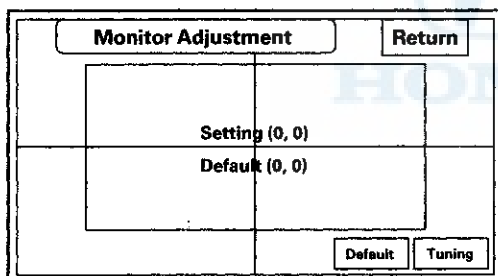 Monitor Adjustment Return
Setting (0, 0)
Default (0, 0)
Default Tuning